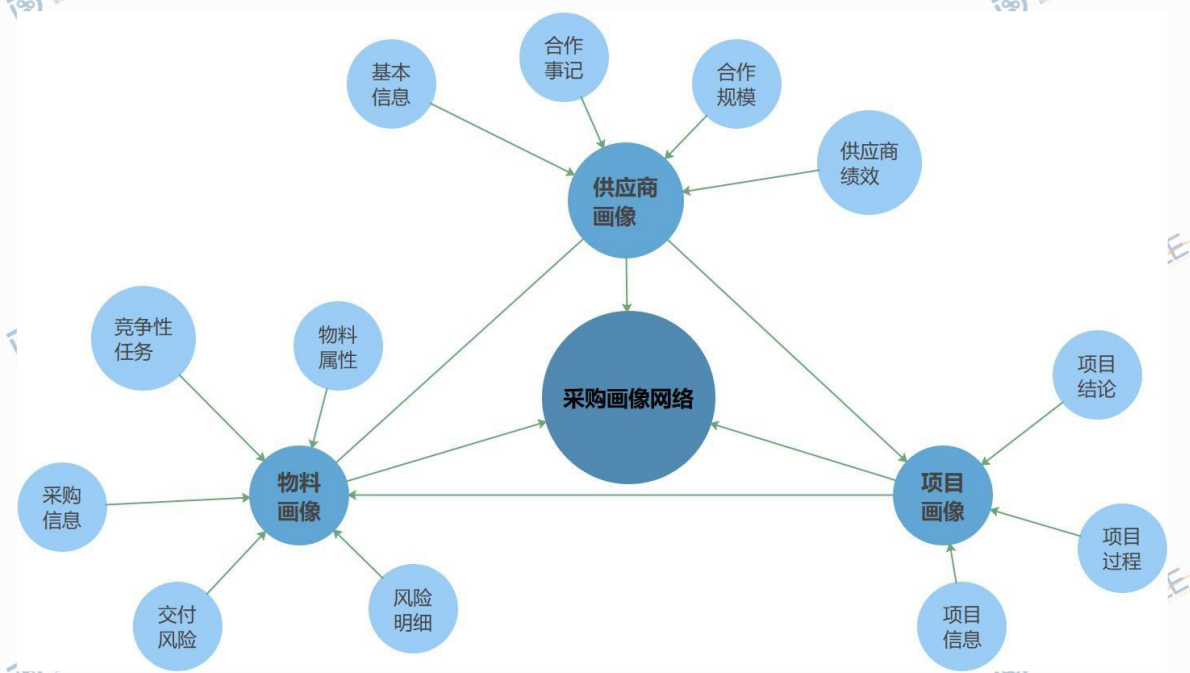 合作
事记
基本
信息
合作
规模
供应商
绩效
供应商
画像
竞争性
任务
物料
属性
采购画像网络
项目
结论
物料
画像
项目
画像
采购
信息
项目
过程
交付
风险
风险
明细
项目
信息